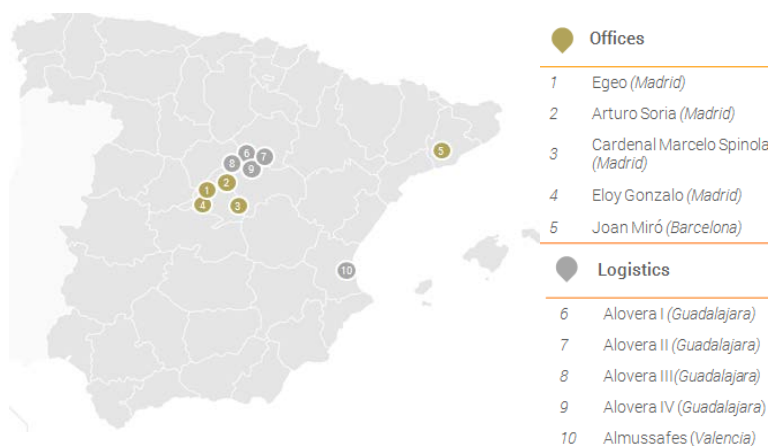 6
7
8
9
2
1
4
3
5
10
Offices
1 Egeo (Madrid)
2 Arturo Soria (Madrid)
3 Cardenal Marcelo Spinola
(Madrid)
4 Eloy Gonzalo (Madrid)
5 Joan Miró (Barcelona)
Logistics
6 Alovera I (Guadalajara)
7 Alovera II (Guadalajara)
8 Alovera III(Guadalajara)
9 Alovera IV (Guadalajara)
10 Almussafes (Valencia)